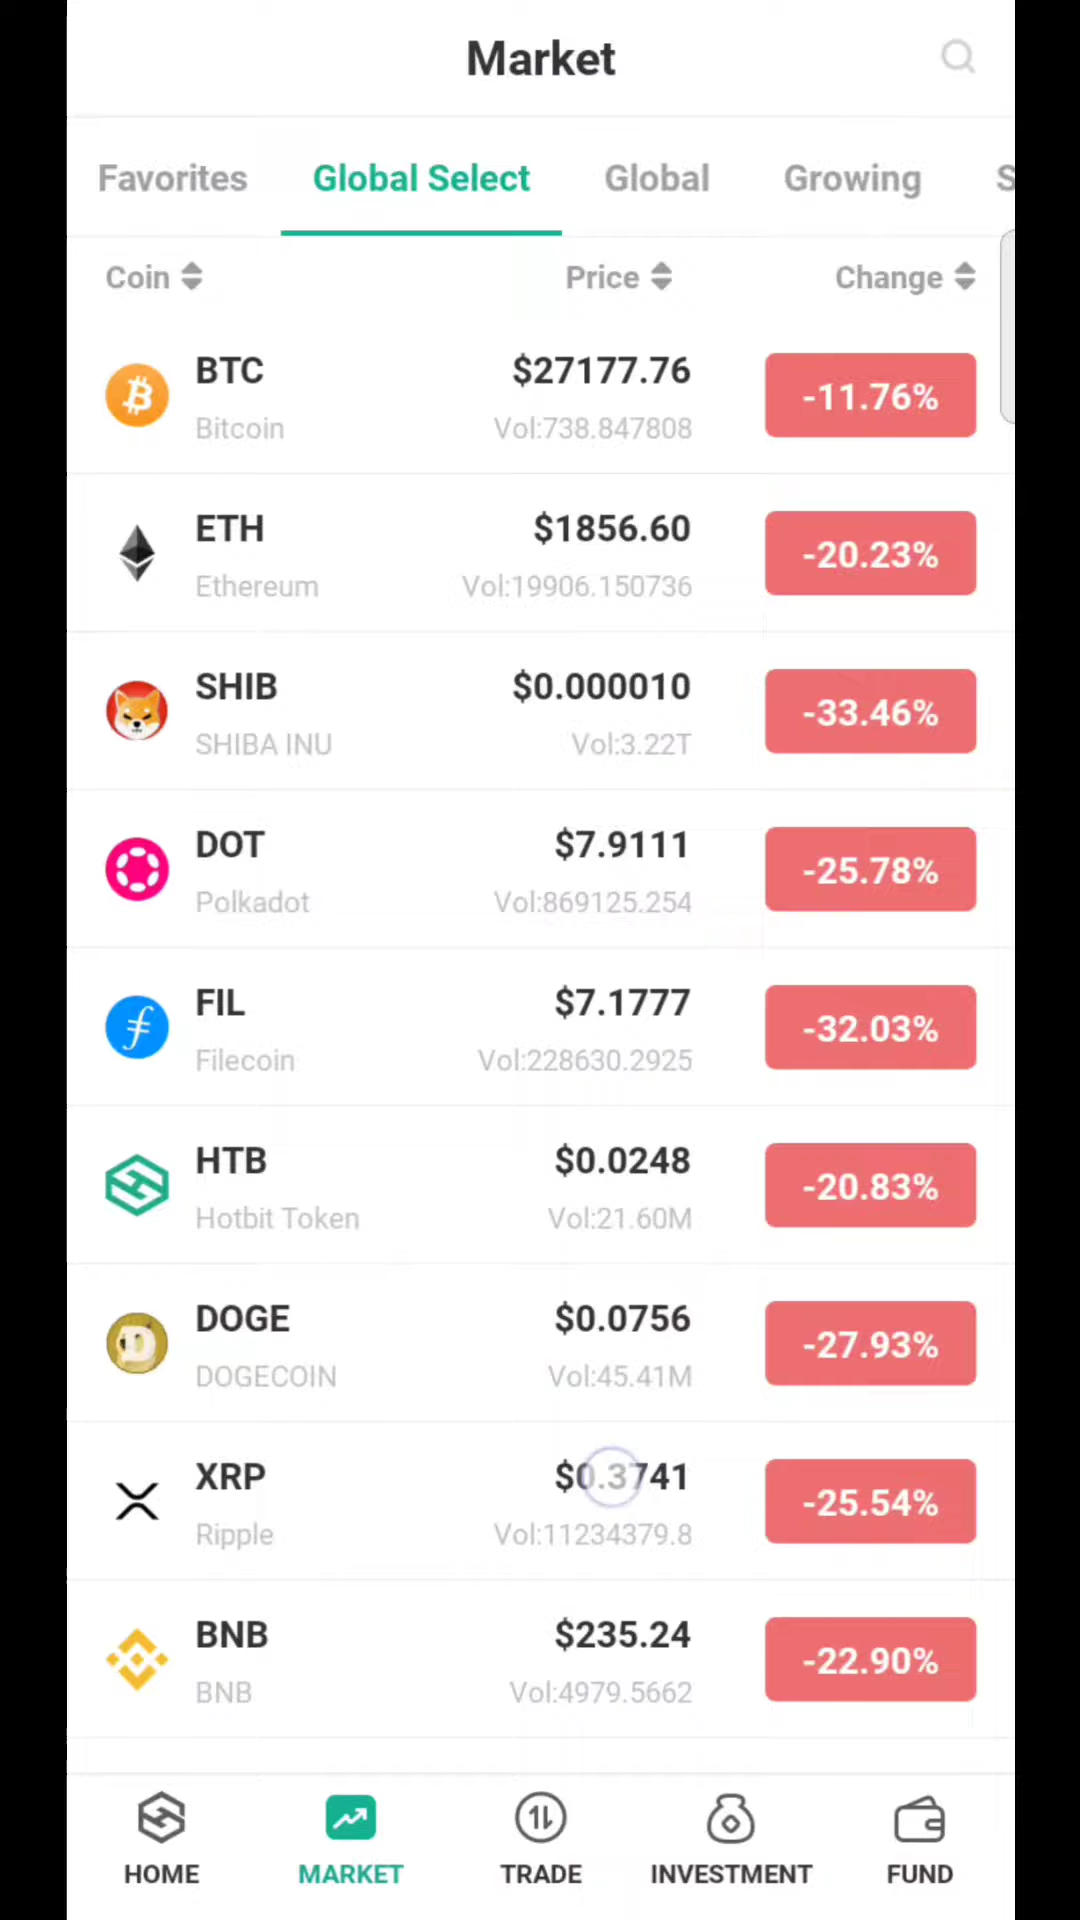 Market
Favorites Global Select Global Growing S
Coin Price Change
BTC $27177.76 -11.76%
Bitcoin Vol:738.847808
ETH $1856.60 -20.23%
Ethereum Vol:19906.150736
SHIB $0.000010 -33.46%
SHIBA INU Vol:3.22T
DOT $7.9111 -25.78%
Polkadot Vol:869125.254
FIL $7.1777 -32.03%
Filecoin Vol:228630.2925
HTB $0.0248 -20.83%
Hotbit Token Vol:21.60M
DOGE $0.0756 -27.93%
DOGECOIN Vol:45.41M
XRP $0.3741 -25.54%
Ripple Vol:11234379.8
BNB $235.24 -22.90%
BNB Vol:4979.5662
HOME MARKET TRADE INVESTMENT FUND